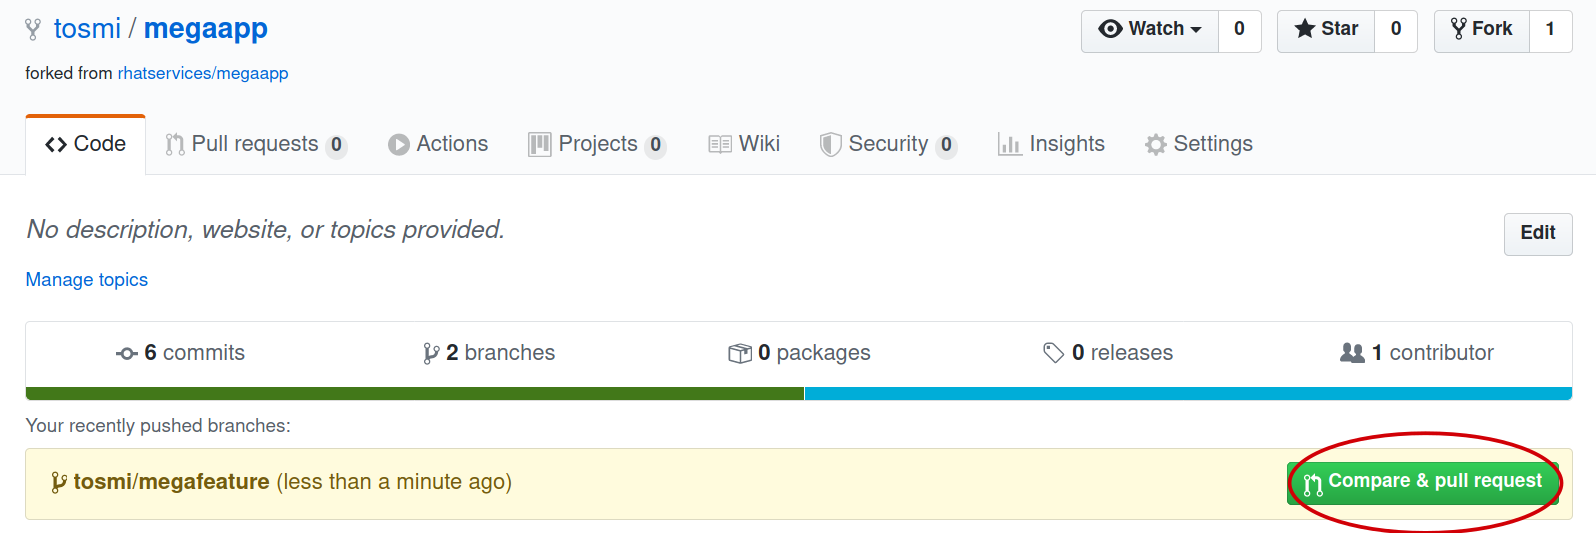 tosmi / megaapp
Watch 0 Star 0 Fork 1
forked from rhatservices/megaapp
Code Pull requests 0 Actions Projects 0 Wiki Security 0 Insights Settings
No description, website, or topics provided.
Edit
Manage topics
6 commits 2 branches 0 packages 0 releases 1 contributor
Your recently pushed branches:
tosmi/megafeature (less than a minute ago) Compare & pull request